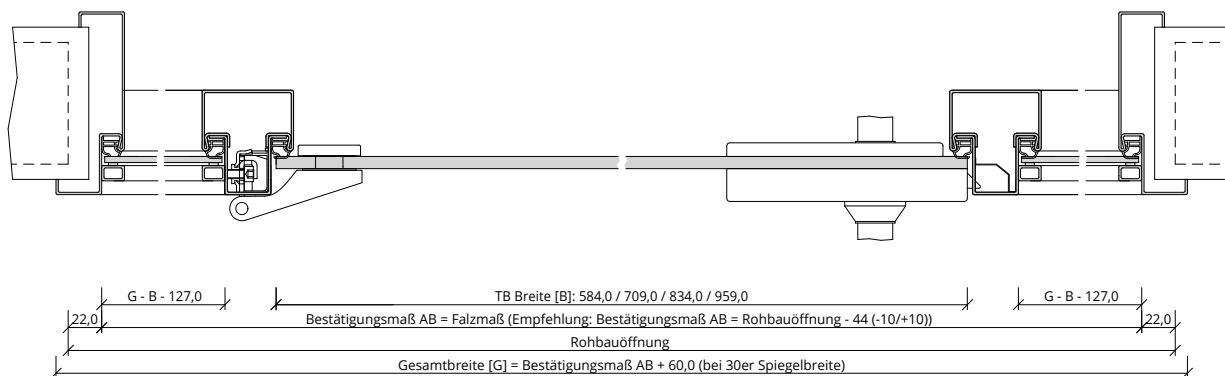 G - B - 127,0
TB Breite [B]: 584,0 / 709,0 / 834,0 / 959,0
G - B - 127,0
22,0
Bestätigungsmaß AB = Falzmaß (Empfehlung: Bestätigungsmaß AB = Rohbauöffnung - 44 (-10/+10))
22,0
Rohbauöffnung
Gesamtbreite [G] = Bestätigungsmaß AB + 60,0 (bei 30er Spiegelbreite)